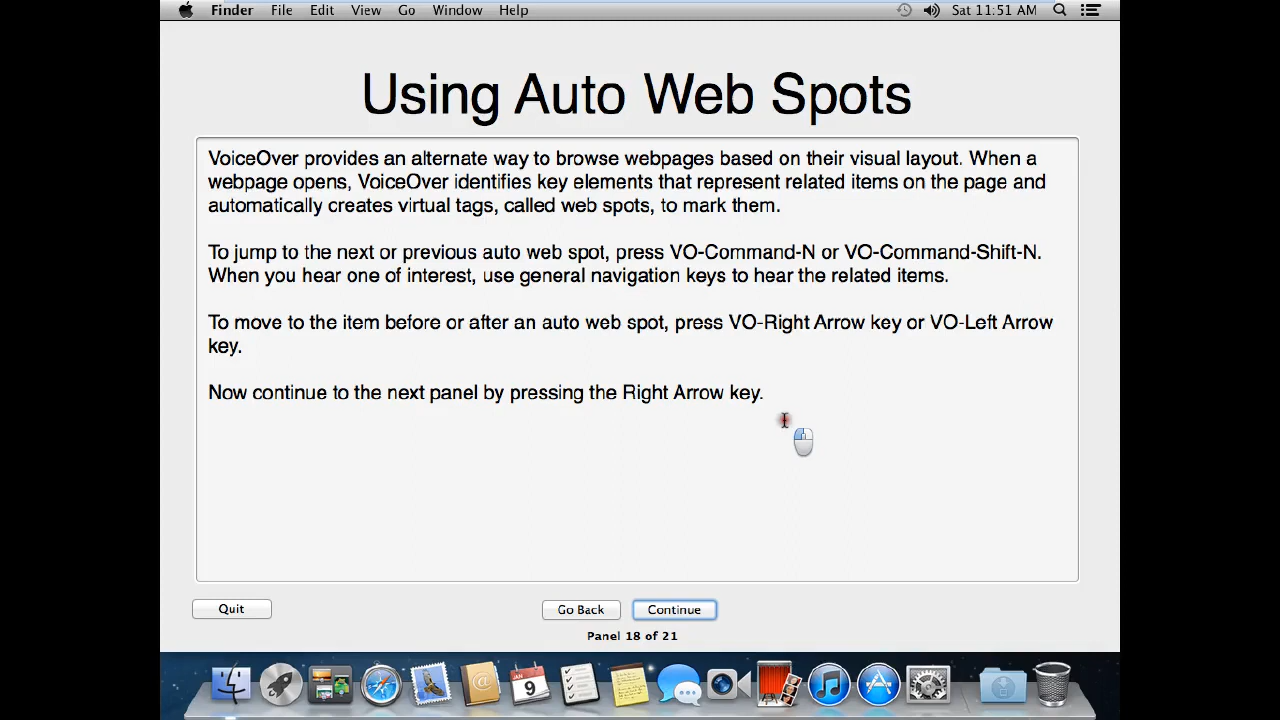 Finder File Edit View Go Window Help Sat 11:51 AM
Using Auto Web Spots
VoiceOver provides an alternate way to browse webpages based on their visual layout. When a
webpage opens, VoiceOver identifies key elements that represent related items on the page and
automatically creates virtual tags, called web spots, to mark them.
To jump to the next or previous auto web spot, press VO-Command-N or VO-Command-Shift-N.
When you hear one of interest, use general navigation keys to hear the related items.
To move to the item before or after an auto web spot, press VO-Right Arrow key or VO-Left Arrow
key.
Now continue to the next panel by pressing the Right Arrow key.
Quit Go Back Continue
Panel 18 of 21
JAN
9